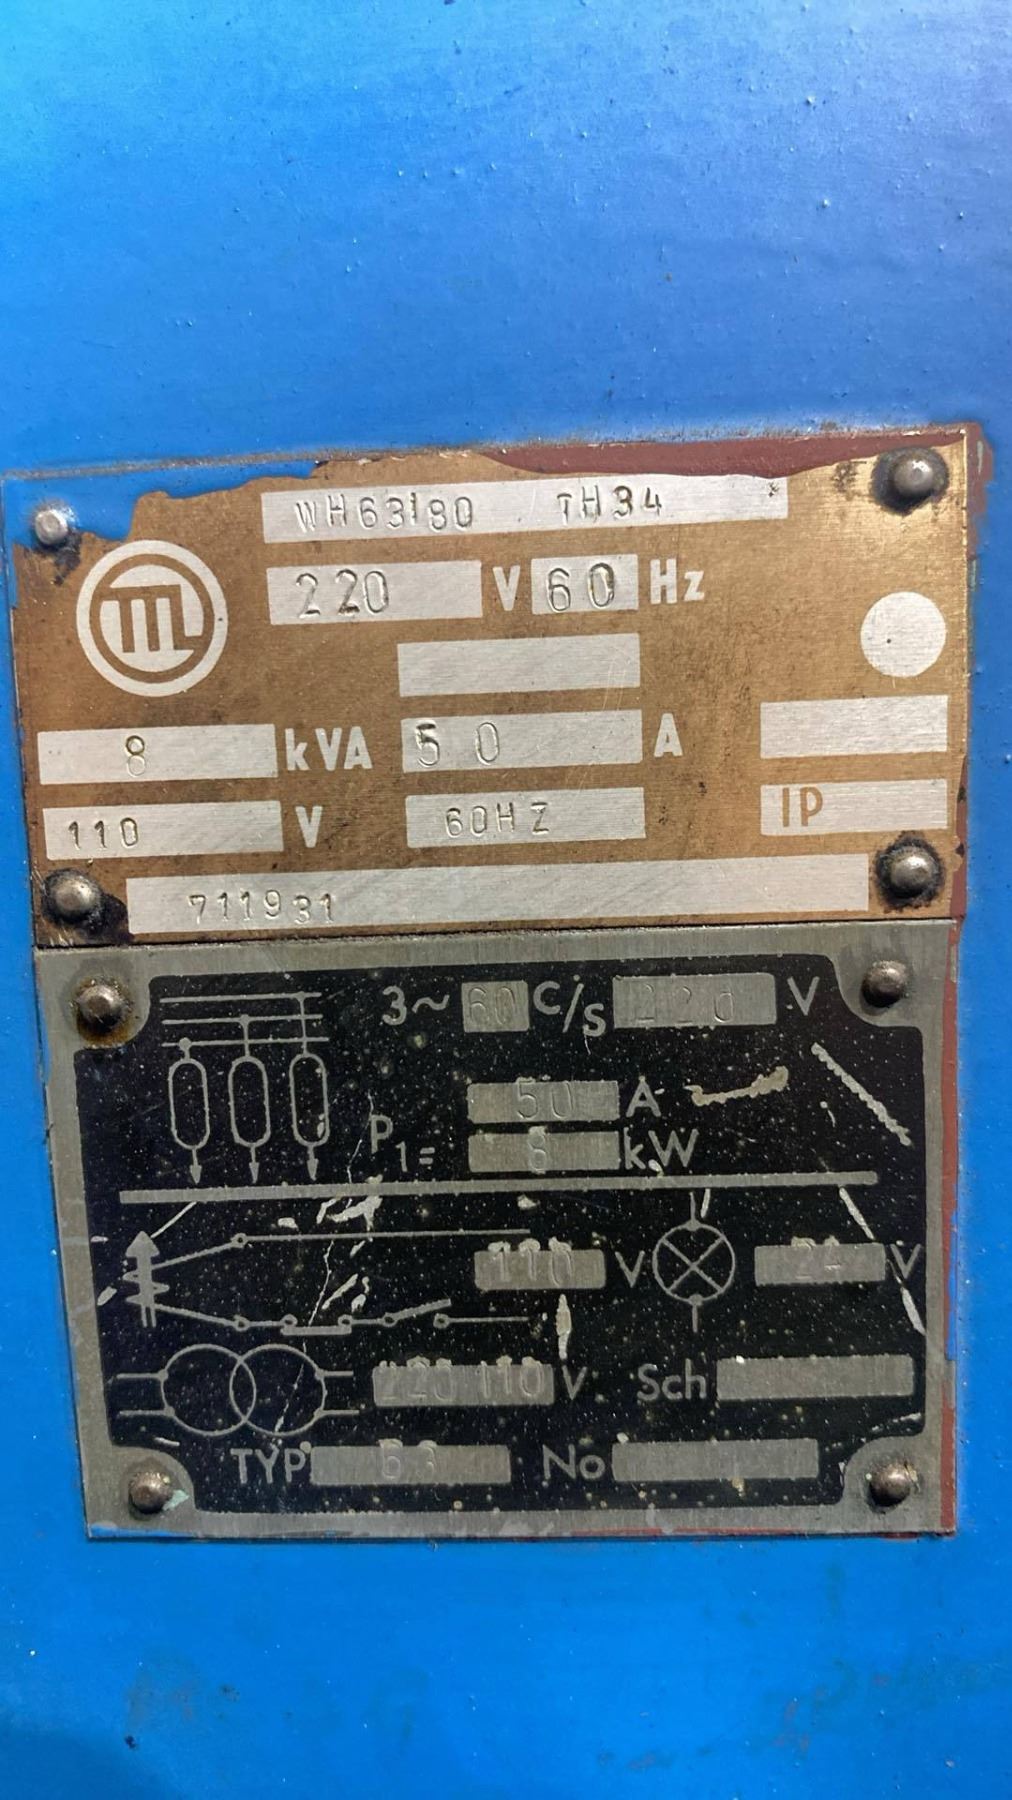 WH63180 TH34
220 V 60 Hz
8 kVA 50 A
110 V 60HZ IP
711931
3~ 60 C/S 220 V
50 A
P1= 8 kW
110 V 24 V
220 110 V Sch
TYP 63 No